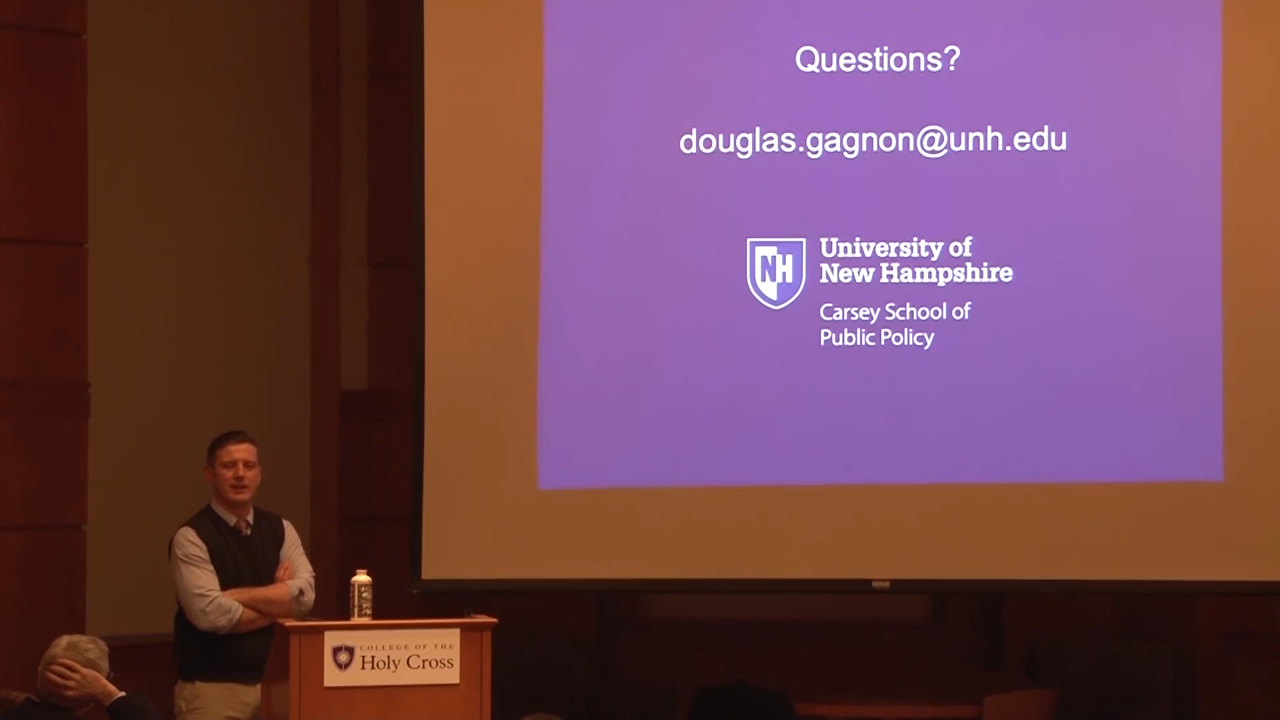 Questions?
douglas.gagnon@unh.edu
NH
University of
New Hampshire
Carsey School of
Public Policy
COLLEGE OF THE
Holy Cross